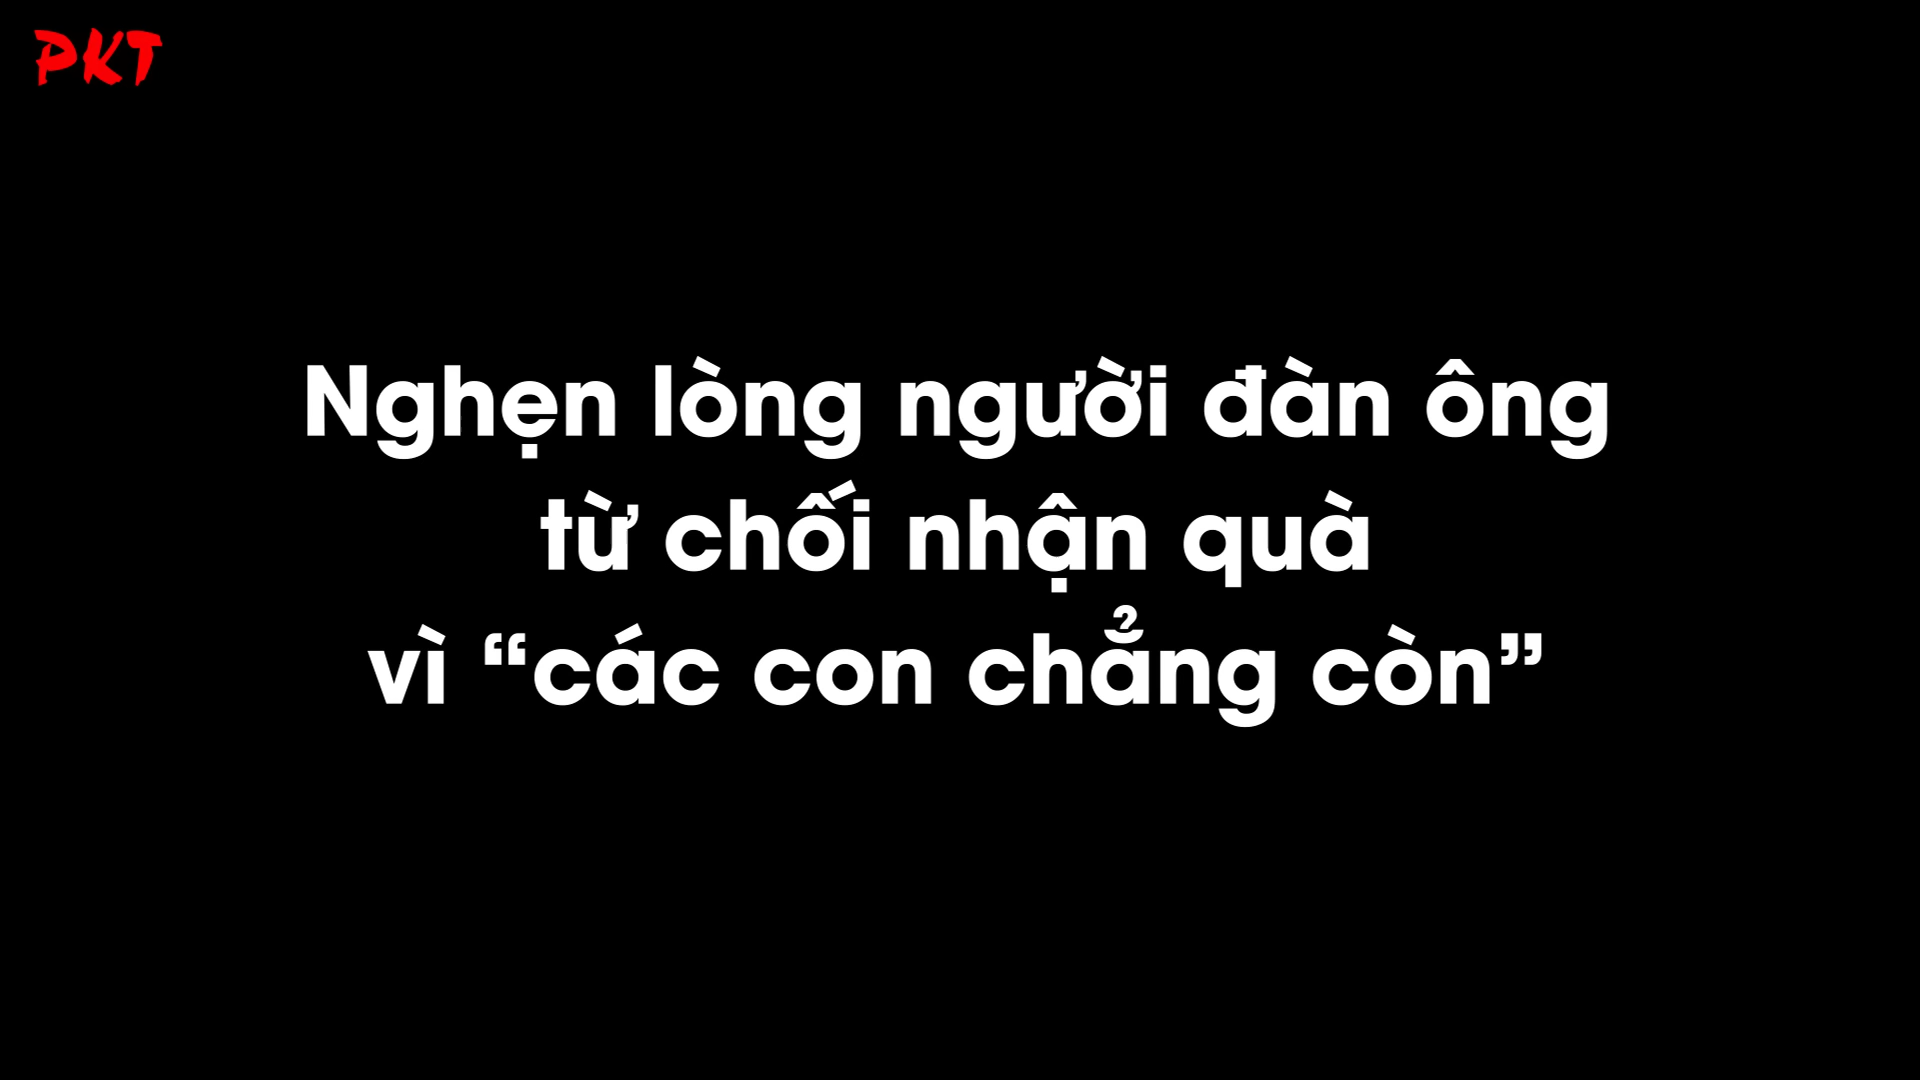 PKT
Nghẹn lòng người đàn ông
từ chối nhận quà
vì “các con chẳng còn”